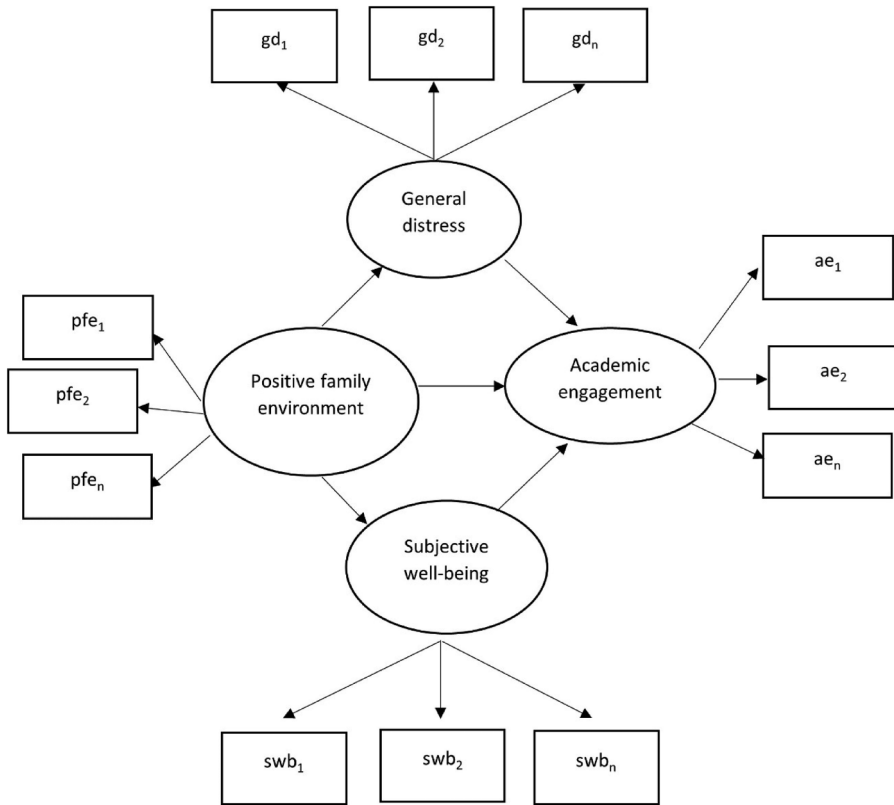 gd₁
gd₂
gdₙ
General
distress
ae₁
pfe₁
Positive family
environment
Academic
engagement
ae₂
pfe₂
pfeₙ
aeₙ
Subjective
well-being
swb₁
swb₂
swbₙ